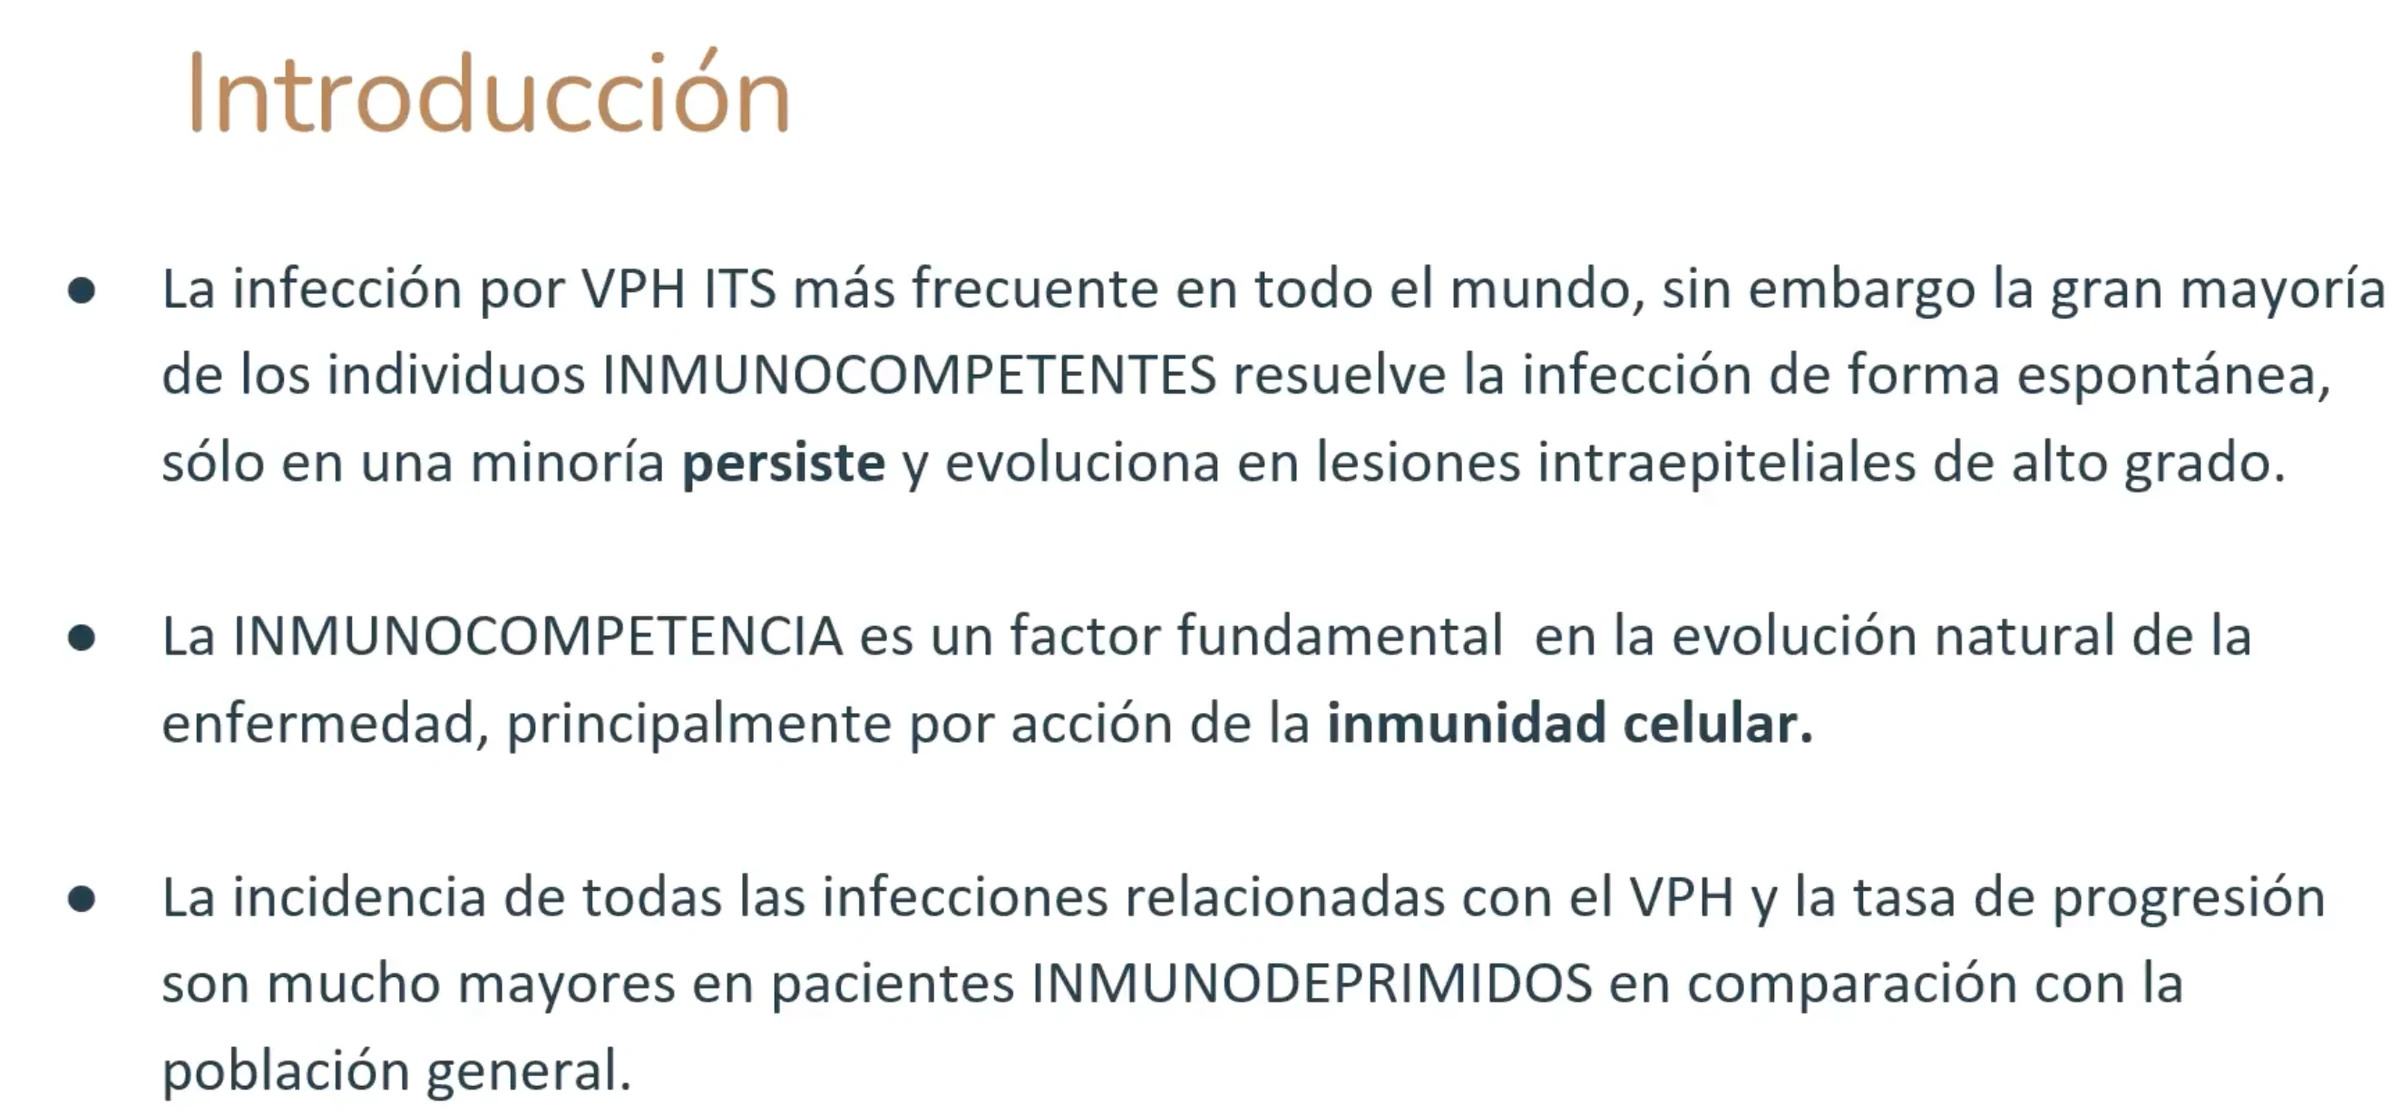 Introducción
● La infección por VPH ITS más frecuente en todo el mundo, sin embargo la gran mayoría
de los individuos INMUNOCOMPETENTES resuelve la infección de forma espontánea,
sólo en una minoría persiste y evoluciona en lesiones intraepiteliales de alto grado.
● La INMUNOCOMPETENCIA es un factor fundamental  en la evolución natural de la
enfermedad, principalmente por acción de la inmunidad celular.
● La incidencia de todas las infecciones relacionadas con el VPH y la tasa de progresión
son mucho mayores en pacientes INMUNODEPRIMIDOS en comparación con la
población general.